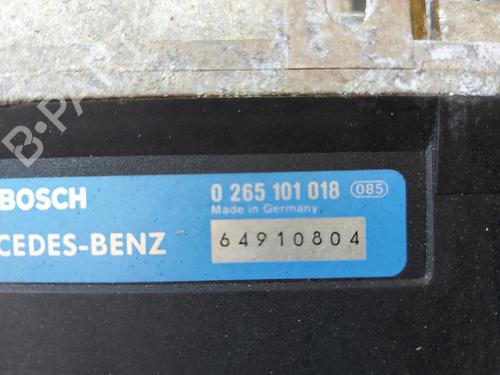 B-PA
BOSCH
0 265 101 018 085
Made in Germany
CEDES-BENZ
64910804